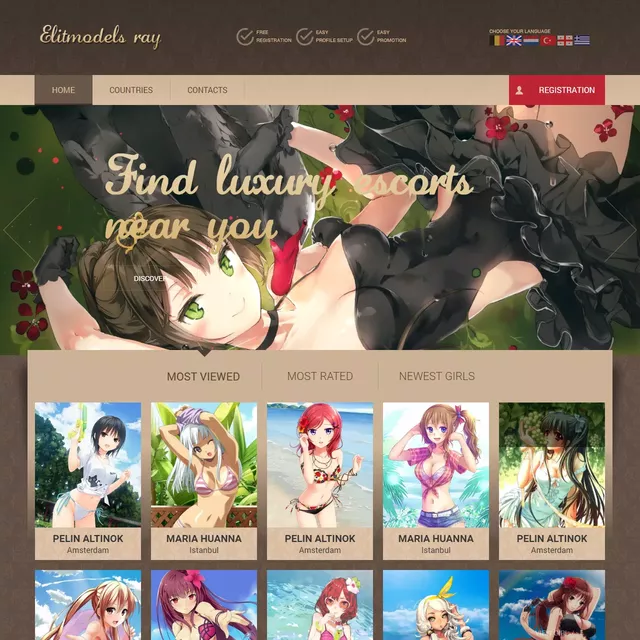 Elitmodels ray
FREE
REGISTRATION
EASY
PROFILE SETUP
EASY
PROMOTION
CHOOSE YOUR LANGUAGE
HOME
COUNTRIES
CONTACTS
REGISTRATION
Find luxury escorts
near you
DISCOVER
MOST VIEWED
MOST RATED
NEWEST GIRLS
PELIN ALTINOK
Amsterdam
MARIA HUANNA
Istanbul
PELIN ALTINOK
Amsterdam
MARIA HUANNA
Istanbul
PELIN ALTINOK
Amsterdam